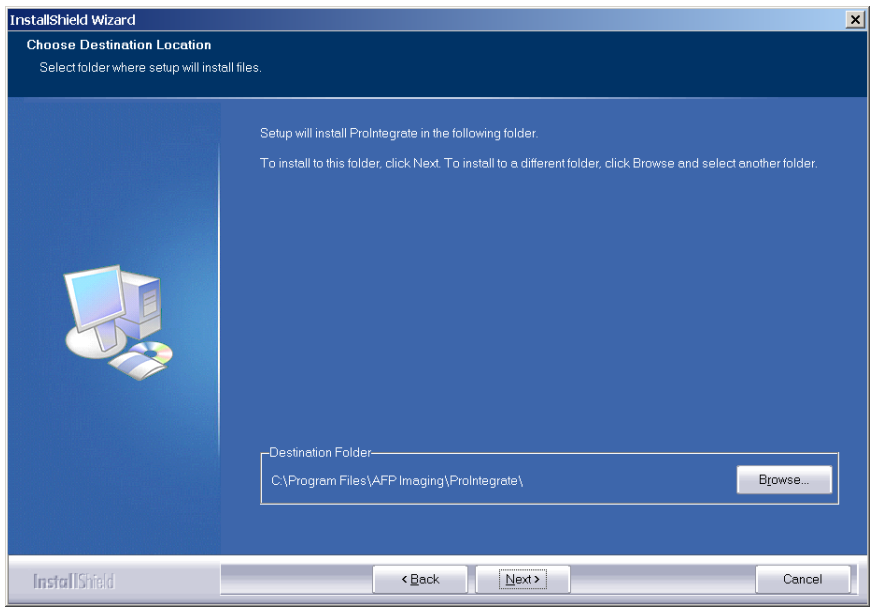 InstallShield Wizard
Choose Destination Location
Select folder where setup will install files.
Setup will install ProIntegrate in the following folder.
To install to this folder, click Next. To install to a different folder, click Browse and select another folder.
Destination Folder
C:\Program Files\AFP Imaging\ProIntegrate\
Browse...
InstallShield
< Back
Next >
Cancel